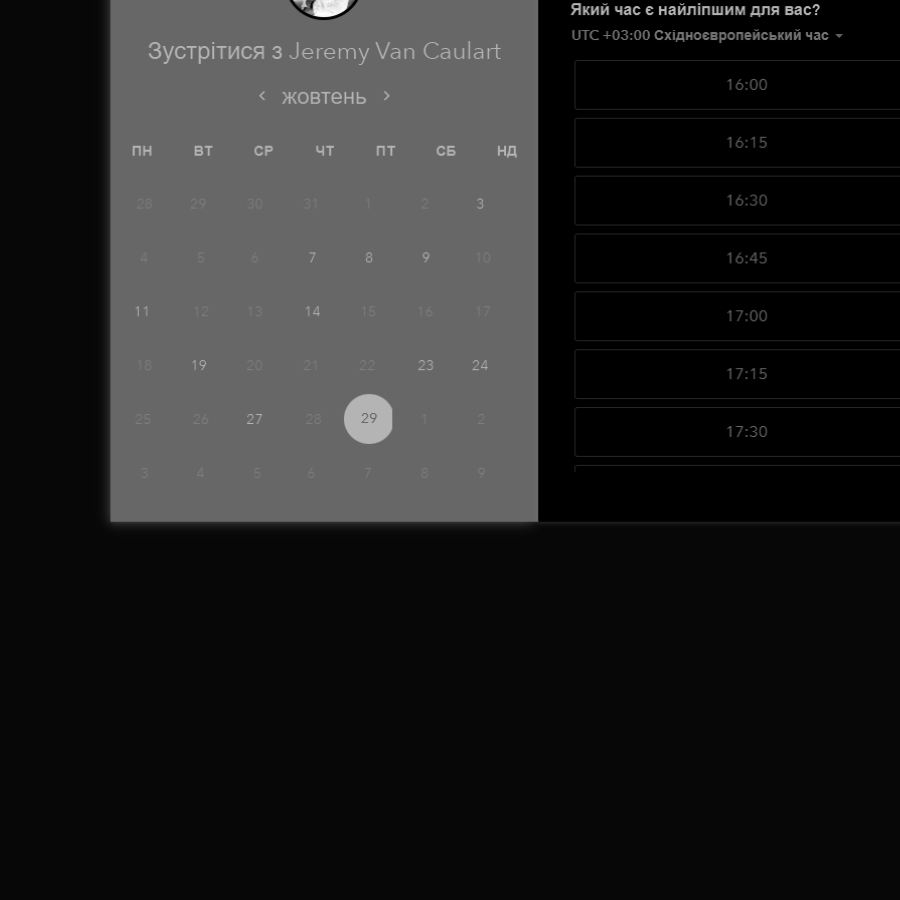 Зустрітися з Jeremy Van Caulart
жовтень
ПН ВТ СР ЧТ ПТ СБ НД
28 29 30 31 1 2 3
4 5 6 7 8 9 10
11 12 13 14 15 16 17
18 19 20 21 22 23 24
25 26 27 28 29 1 2
3 4 5 6 7 8 9
Який час є найліпшим для вас?
UTC +03:00 Східноєвропейський час
16:00
16:15
16:30
16:45
17:00
17:15
17:30